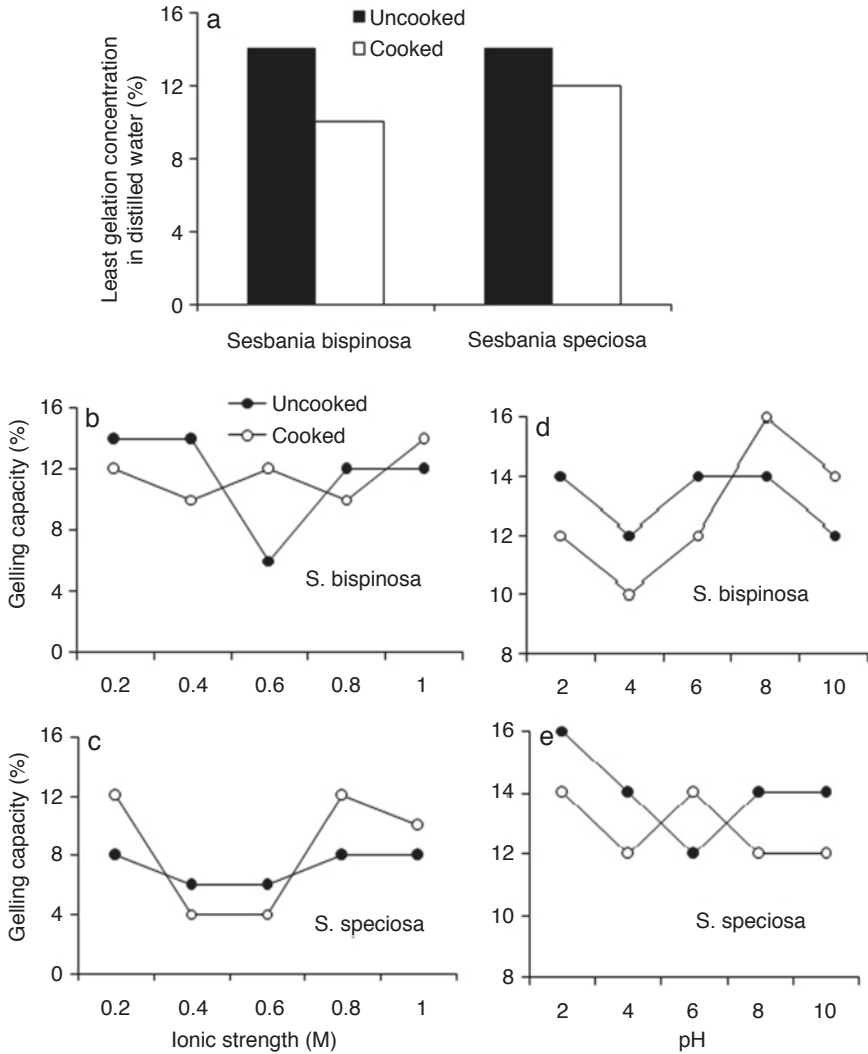 a
Uncooked
Cooked
Least gelation concentration
in distilled water (%)
16
12
8
4
0
Sesbania bispinosa Sesbania speciosa
b
Uncooked
Cooked
Gelling capacity (%)
16
12
8
4
0
S. bispinosa
0.2 0.4 0.6 0.8 1
d
16
14
12
10
8
S. bispinosa
2 4 6 8 10
c
Gelling capacity (%)
16
12
8
4
0
S. speciosa
0.2 0.4 0.6 0.8 1
Ionic strength (M)
e
16
14
12
10
8
S. speciosa
2 4 6 8 10
pH